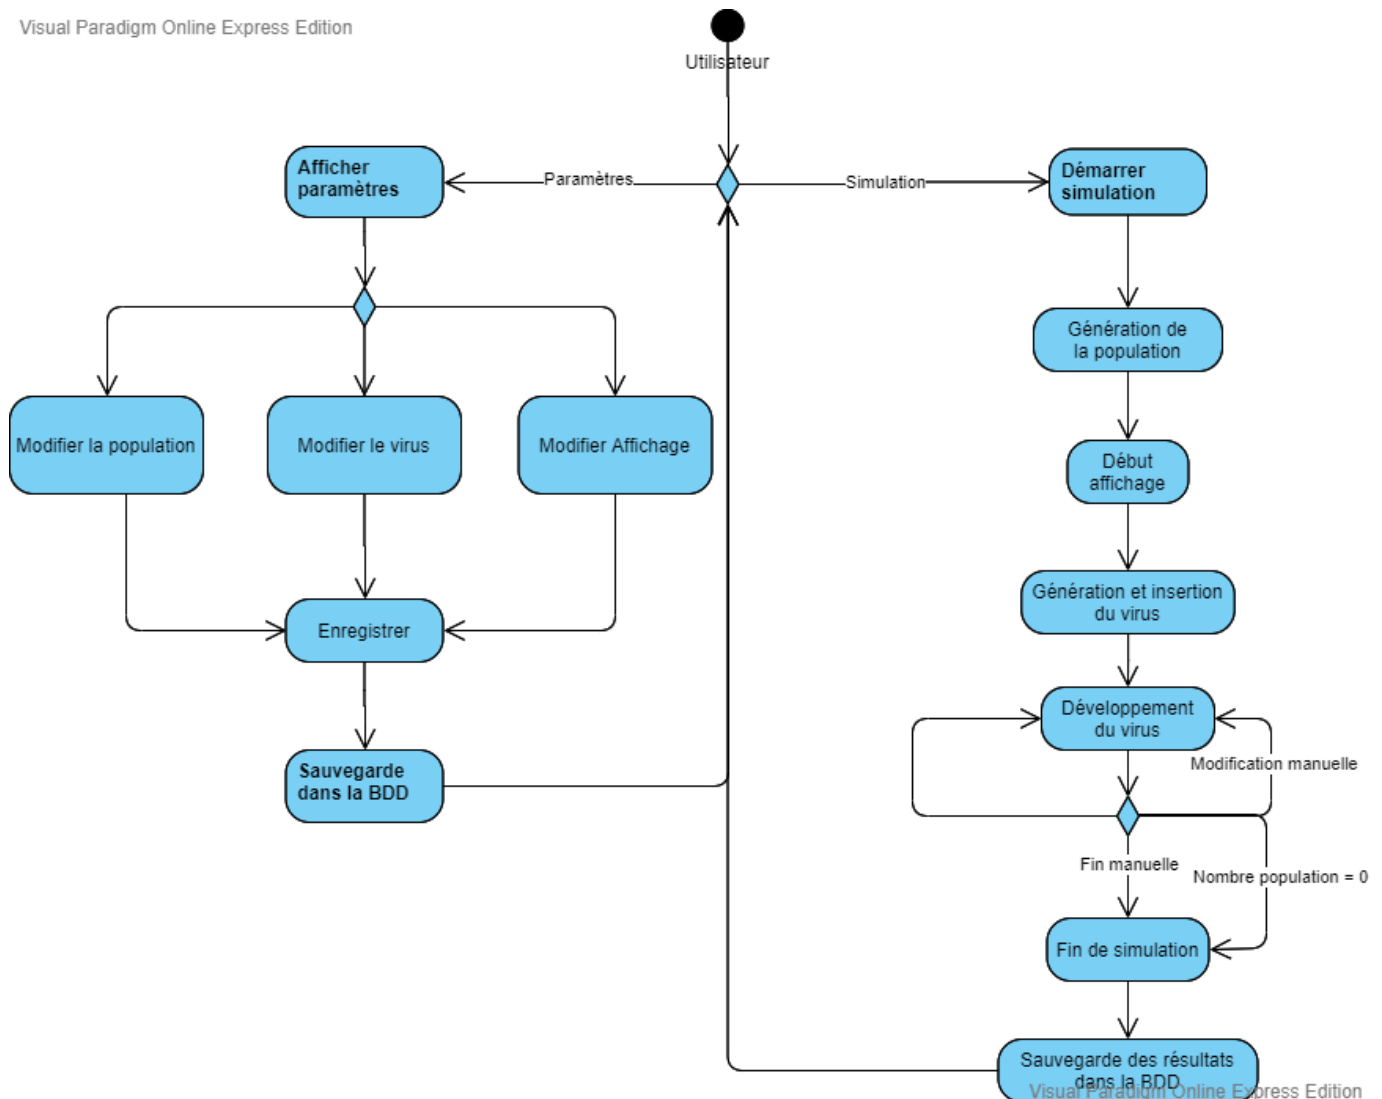 Visual Paradigm Online Express Edition
Utilisateur
Afficher
paramètres
Paramètres
Simulation
Démarrer
simulation
Génération de
la population
Modifier la population
Modifier le virus
Modifier Affichage
Début
affichage
Génération et insertion
du virus
Enregistrer
Développement
du virus
Modification manuelle
Sauvegarde
dans la BDD
Fin manuelle
Nombre population = 0
Fin de simulation
Sauvegarde des résultats
dans la BDD
Visual Paradigm Online Express Edition